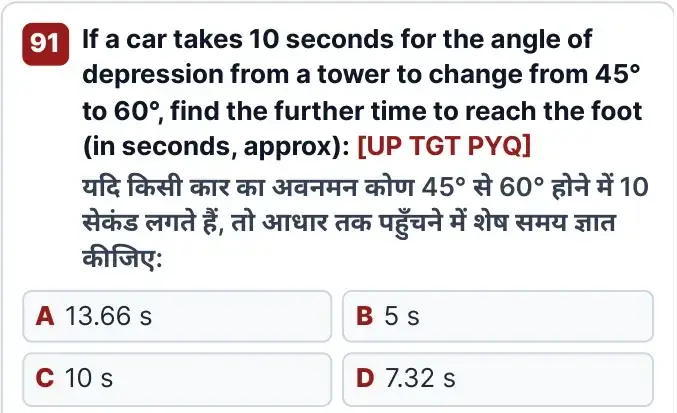 91 If a car takes 10 seconds for the angle of
depression from a tower to change from 45°
to 60°, find the further time to reach the foot
(in seconds, approx): [UP TGT PYQ]
यदि किसी कार का अवनमन कोण 45° से 60° होने में 10
सेकंड लगते हैं, तो आधार तक पहुँचने में शेष समय ज्ञात
कीजिए:
A 13.66 s
B 5 s
C 10 s
D 7.32 s